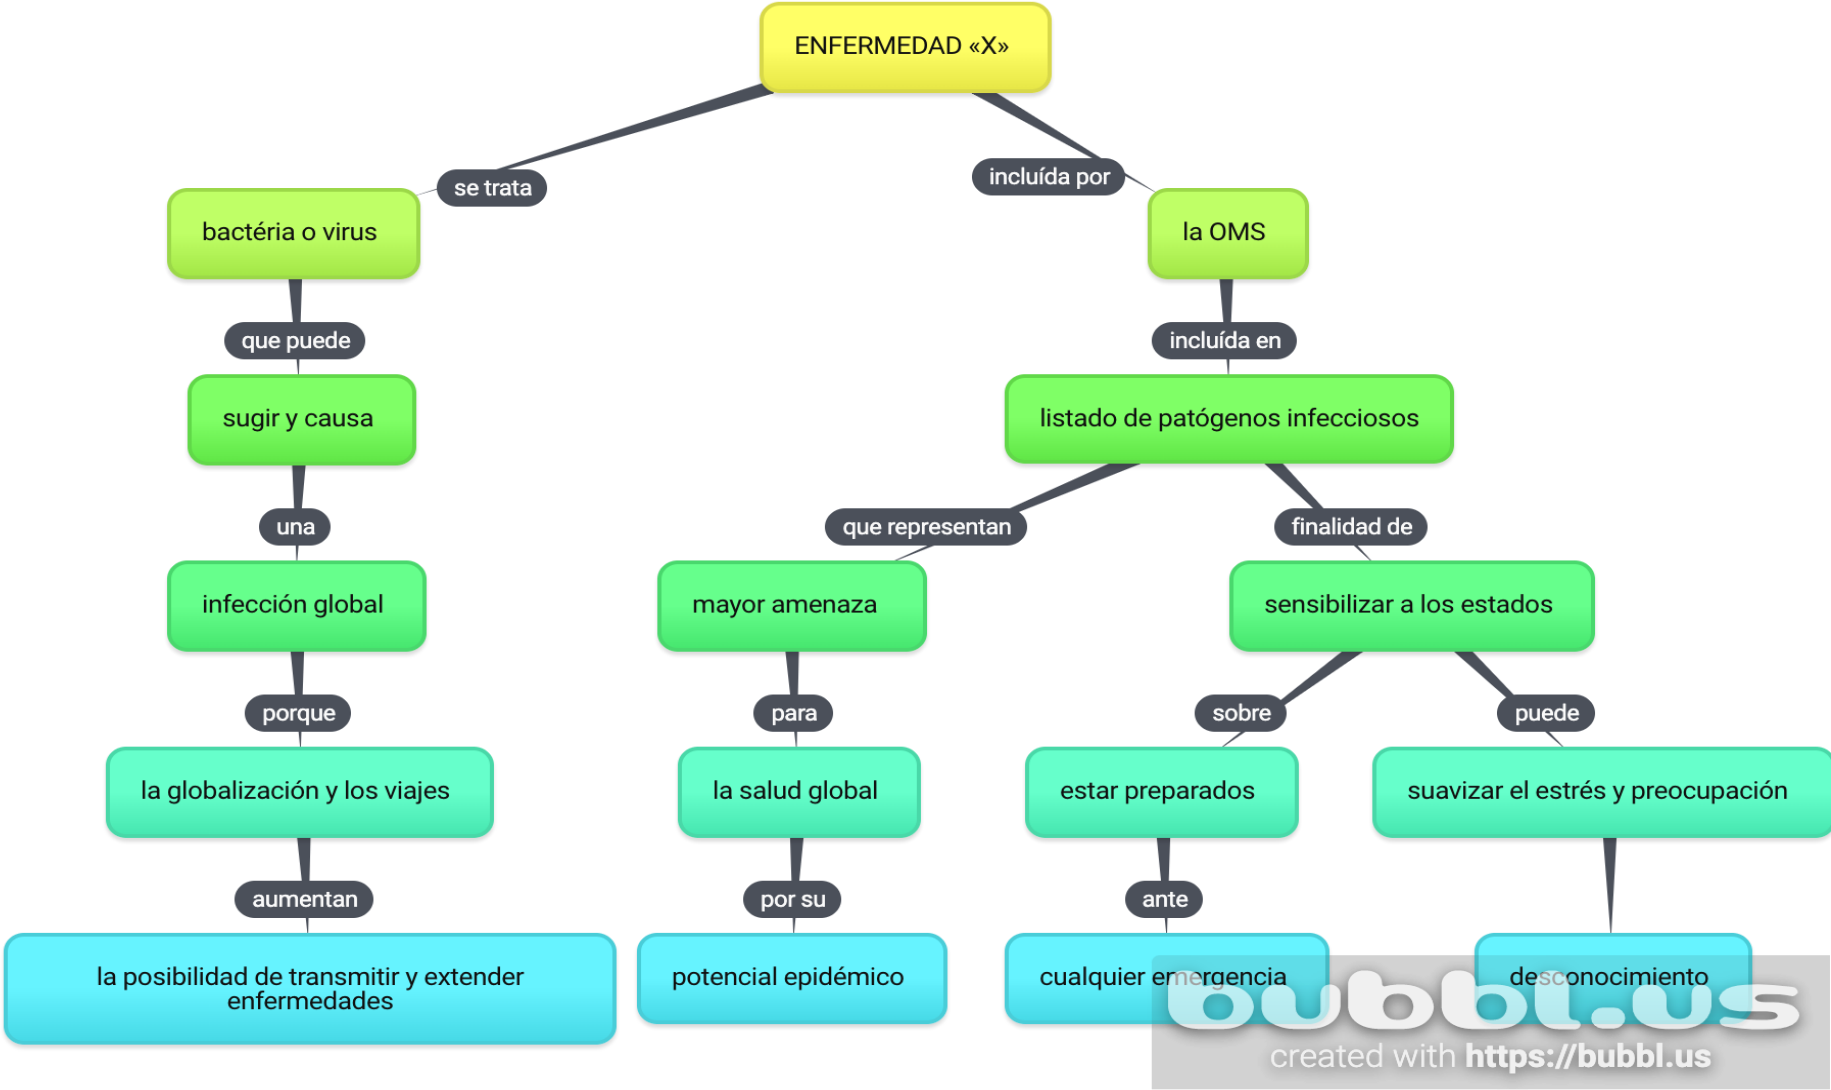 ENFERMEDAD «X»
se trata
incluída por
bactéria o virus
la OMS
que puede
incluída en
sugir y causa
listado de patógenos infecciosos
una
que representan
finalidad de
infección global
mayor amenaza
sensibilizar a los estados
porque
para
sobre
puede
la globalización y los viajes
la salud global
estar preparados
suavizar el estrés y preocupación
aumentan
por su
ante
la posibilidad de transmitir y extender
enfermedades
potencial epidémico
cualquier emergencia
desconocimiento
bubbl.us
created with https://bubbl.us